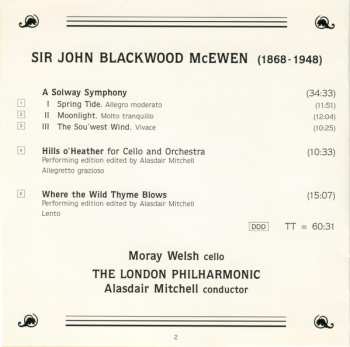 SIR JOHN BLACKWOOD McEWEN (1868-1948)
A Solway Symphony (34:33)
1 I Spring Tide. Allegro moderato (11:51)
2 II Moonlight. Molto tranquillo (12:04)
3 III The Sou'west Wind. Vivace (10:25)
4 Hills o'Heather for Cello and Orchestra (10:33)
Performing edition edited by Alasdair Mitchell
Allegretto grazioso
5 Where the Wild Thyme Blows (15:07)
Performing edition edited by Alasdair Mitchell
Lento
DDD TT = 60:31
Moray Welsh cello
THE LONDON PHILHARMONIC
Alasdair Mitchell conductor
2